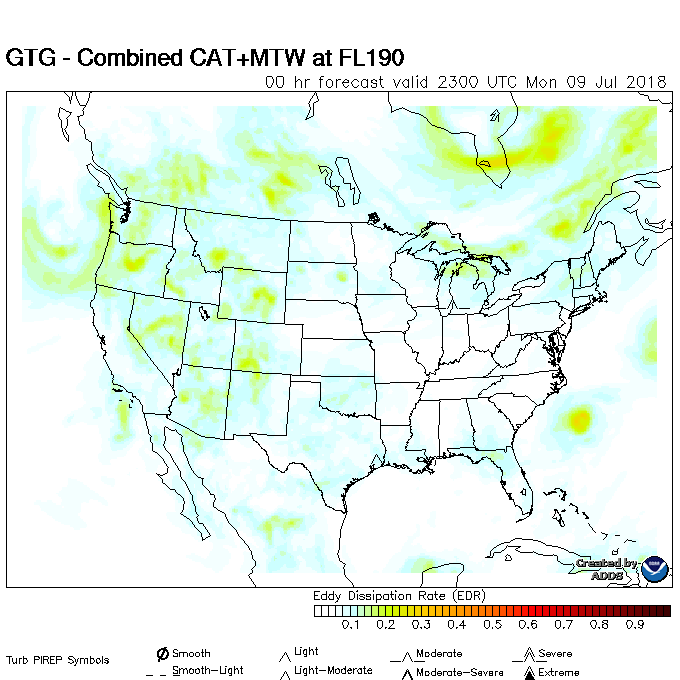 GTG - Combined CAT+MTW at FL190
00 hr forecast valid 2300 UTC Mon 09 Jul 2018
Created by
ADDS
Eddy Dissipation Rate (EDR)
0.1 0.2 0.3 0.4 0.5 0.6 0.7 0.8 0.9
Turb PIREP Symbols
Smooth Light Moderate Severe
Smooth-Light Light-Moderate Moderate-Severe Extreme